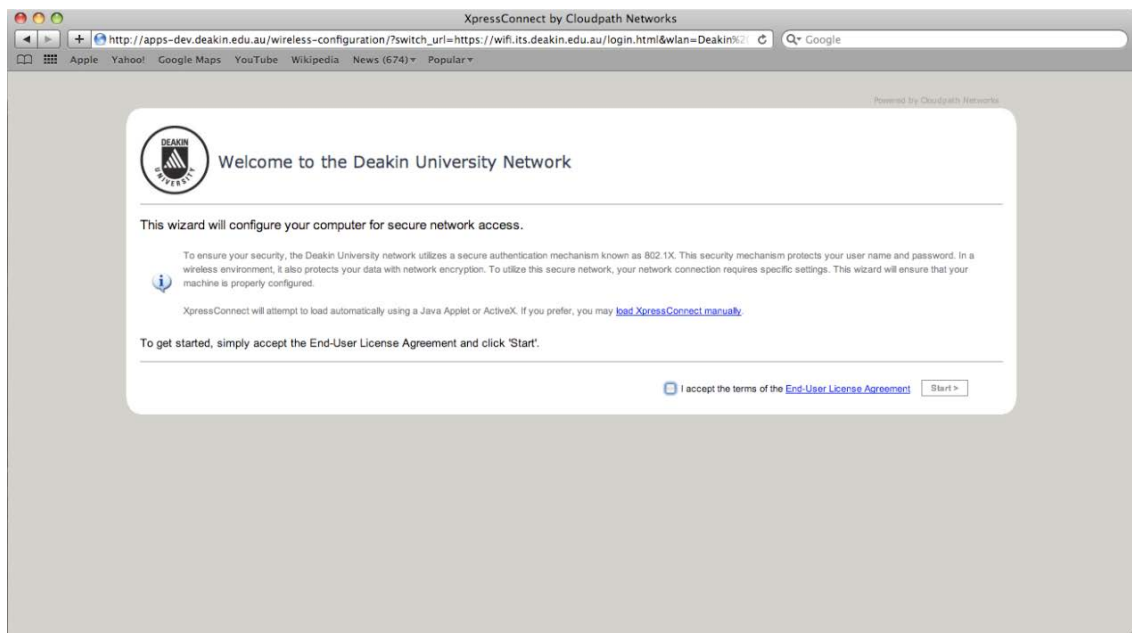 XpressConnect by Cloudpath Networks
http://apps-dev.deakin.edu.au/wireless-configuration/?switch_url=https://wifi.its.deakin.edu.au/login.html&wlan=Deakin%2
Google
Apple Yahoo! Google Maps YouTube Wikipedia News (674) Popular
Powered by Cloudpath Networks
DEAKIN
UNIVERSITY
Welcome to the Deakin University Network
This wizard will configure your computer for secure network access.
To ensure your security, the Deakin University network utilizes a secure authentication mechanism known as 802.1X. This security mechanism protects your user name and password. In a
wireless environment, it also protects your data with network encryption. To utilize this secure network, your network connection requires specific settings. This wizard will ensure that your
machine is properly configured.
XpressConnect will attempt to load automatically using a Java Applet or ActiveX. If you prefer, you may load XpressConnect manually.
To get started, simply accept the End-User License Agreement and click 'Start'.
I accept the terms of the End-User License Agreement Start >